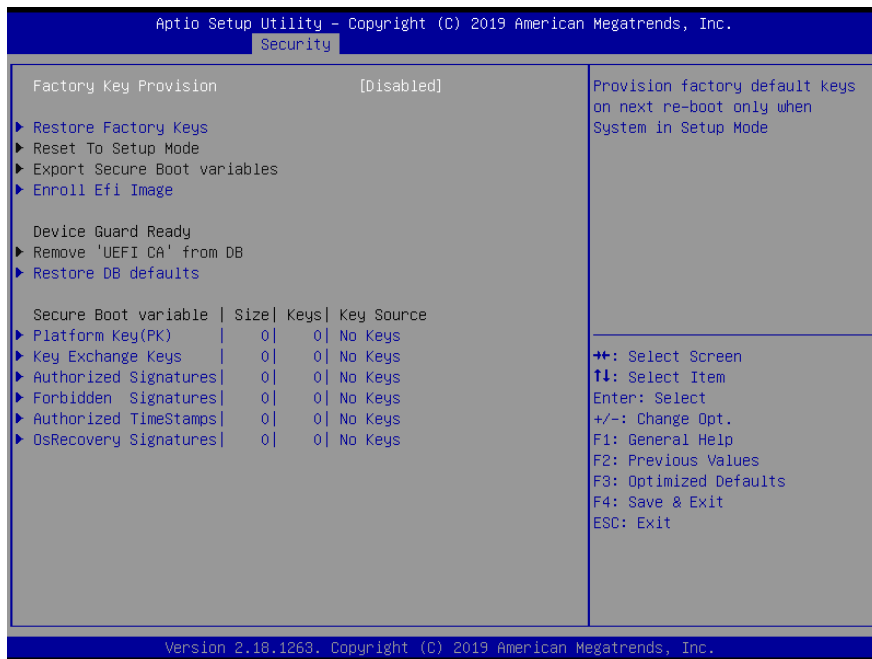 Aptio Setup Utility – Copyright (C) 2019 American Megatrends, Inc.
Security
Factory Key Provision [Disabled]
Restore Factory Keys
Reset To Setup Mode
Export Secure Boot variables
Enroll Efi Image
Device Guard Ready
Remove 'UEFI CA' from DB
Restore DB defaults
Secure Boot variable | Size| Keys| Key Source
Platform Key(PK) | 0| 0| No Keys
Key Exchange Keys | 0| 0| No Keys
Authorized Signatures| 0| 0| No Keys
Forbidden Signatures| 0| 0| No Keys
Authorized TimeStamps| 0| 0| No Keys
OsRecovery Signatures| 0| 0| No Keys
Provision factory default keys
on next re-boot only when
System in Setup Mode
→←: Select Screen
↑↓: Select Item
Enter: Select
+/-: Change Opt.
F1: General Help
F2: Previous Values
F3: Optimized Defaults
F4: Save & Exit
ESC: Exit
Version 2.18.1263. Copyright (C) 2019 American Megatrends, Inc.